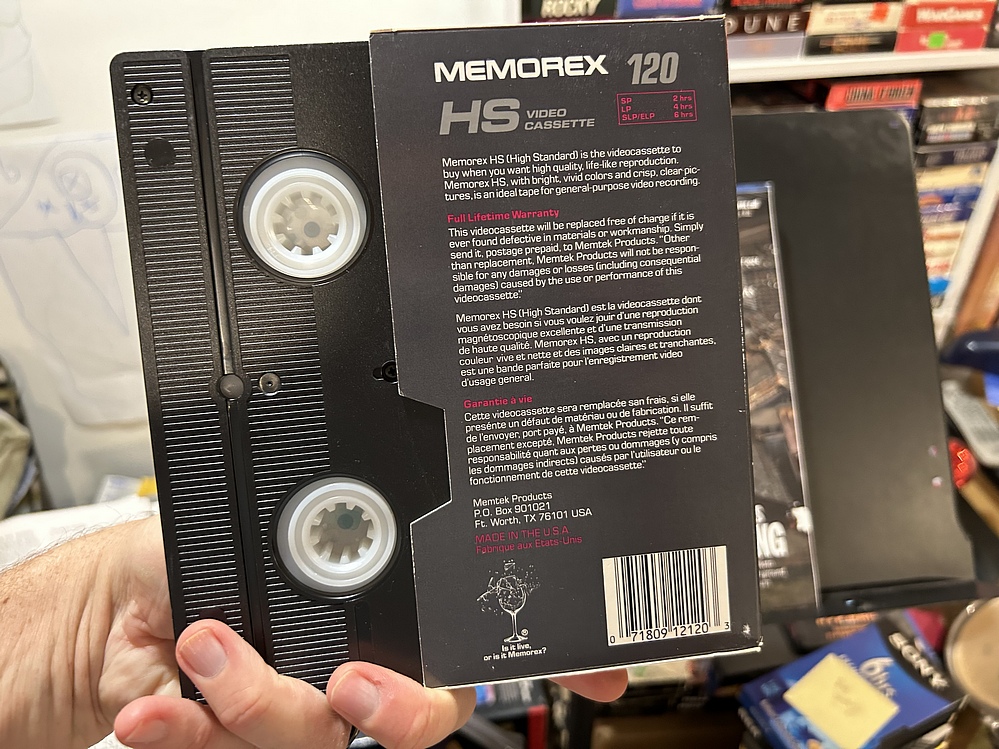 ROCKY
DUNE
WARGAMES
MEMOREX 120
HS VIDEO CASSETTE
SP 2 hrs
LP 4 hrs
SLP/ELP 6 hrs
Memorex HS (High Standard) is the videocassette to
buy when you want high quality, life-like reproduction.
Memorex HS, with bright, vivid colors and crisp, clear pic-
tures, is an ideal tape for general-purpose video recording.
Full Lifetime Warranty
This videocassette will be replaced free of charge if it is
ever found defective in materials or workmanship. Simply
send it, postage prepaid, to Memtek Products. "Other
than replacement, Memtek Products will not be respon-
sible for any damages or losses (including consequential
damages) caused by the use or performance of this
videocassette."
Memorex HS (High Standard) est la videocassette dont
vous avez besoin si vous voulez jouir d'une reproduction
magnétoscopique excellente et d'une transmission
de haute qualité. Memorex HS, avec un reproduction
couleur vive et nette et des images claires et tranchantes,
est une bande parfaite pour l'enregistrement video
d'usage general.
Garantie à vie
Cette videocassette sera remplacée san frais, si elle
présente un défaut de matériau ou de fabrication. Il suffit
de l'envoyer, port payé, à Memtek Products. "Ce rem-
placement excepté, Memtek Products rejette toute
responsabilité quant aux pertes ou dommages (y compris
les dommages indirects) causés par l'utilisateur ou le
fonctionnement de cette videocassette."
Memtek Products
P.O. Box 901021
Ft. Worth, TX 76101 USA
MADE IN THE U.S.A
Fabrique aux Etats-Unis
®
Is it live,
or is it Memorex?
0 71809 12120 3
NG